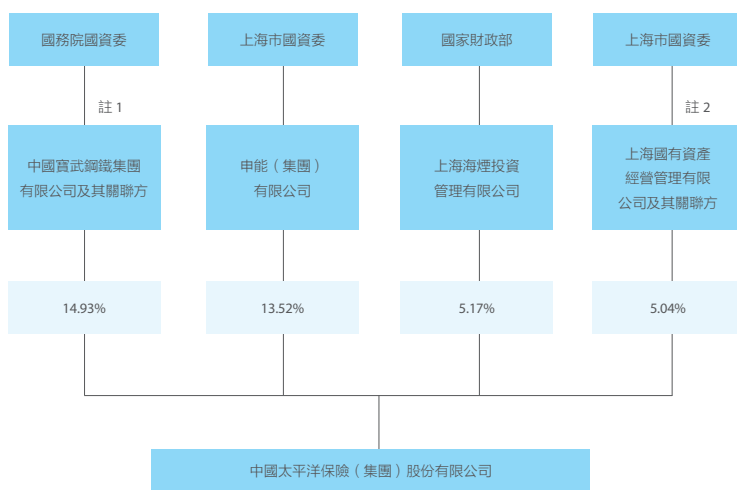 國務院國資委
上海市國資委
國家財政部
上海市國資委
註 1
註 2
中國寶武鋼鐵集團
有限公司及其關聯方
申能（集團）
有限公司
上海海煙投資
管理有限公司
上海國有資產
經營管理有限
公司及其關聯方
14.93%
13.52%
5.17%
5.04%
中國太平洋保險（集團）股份有限公司